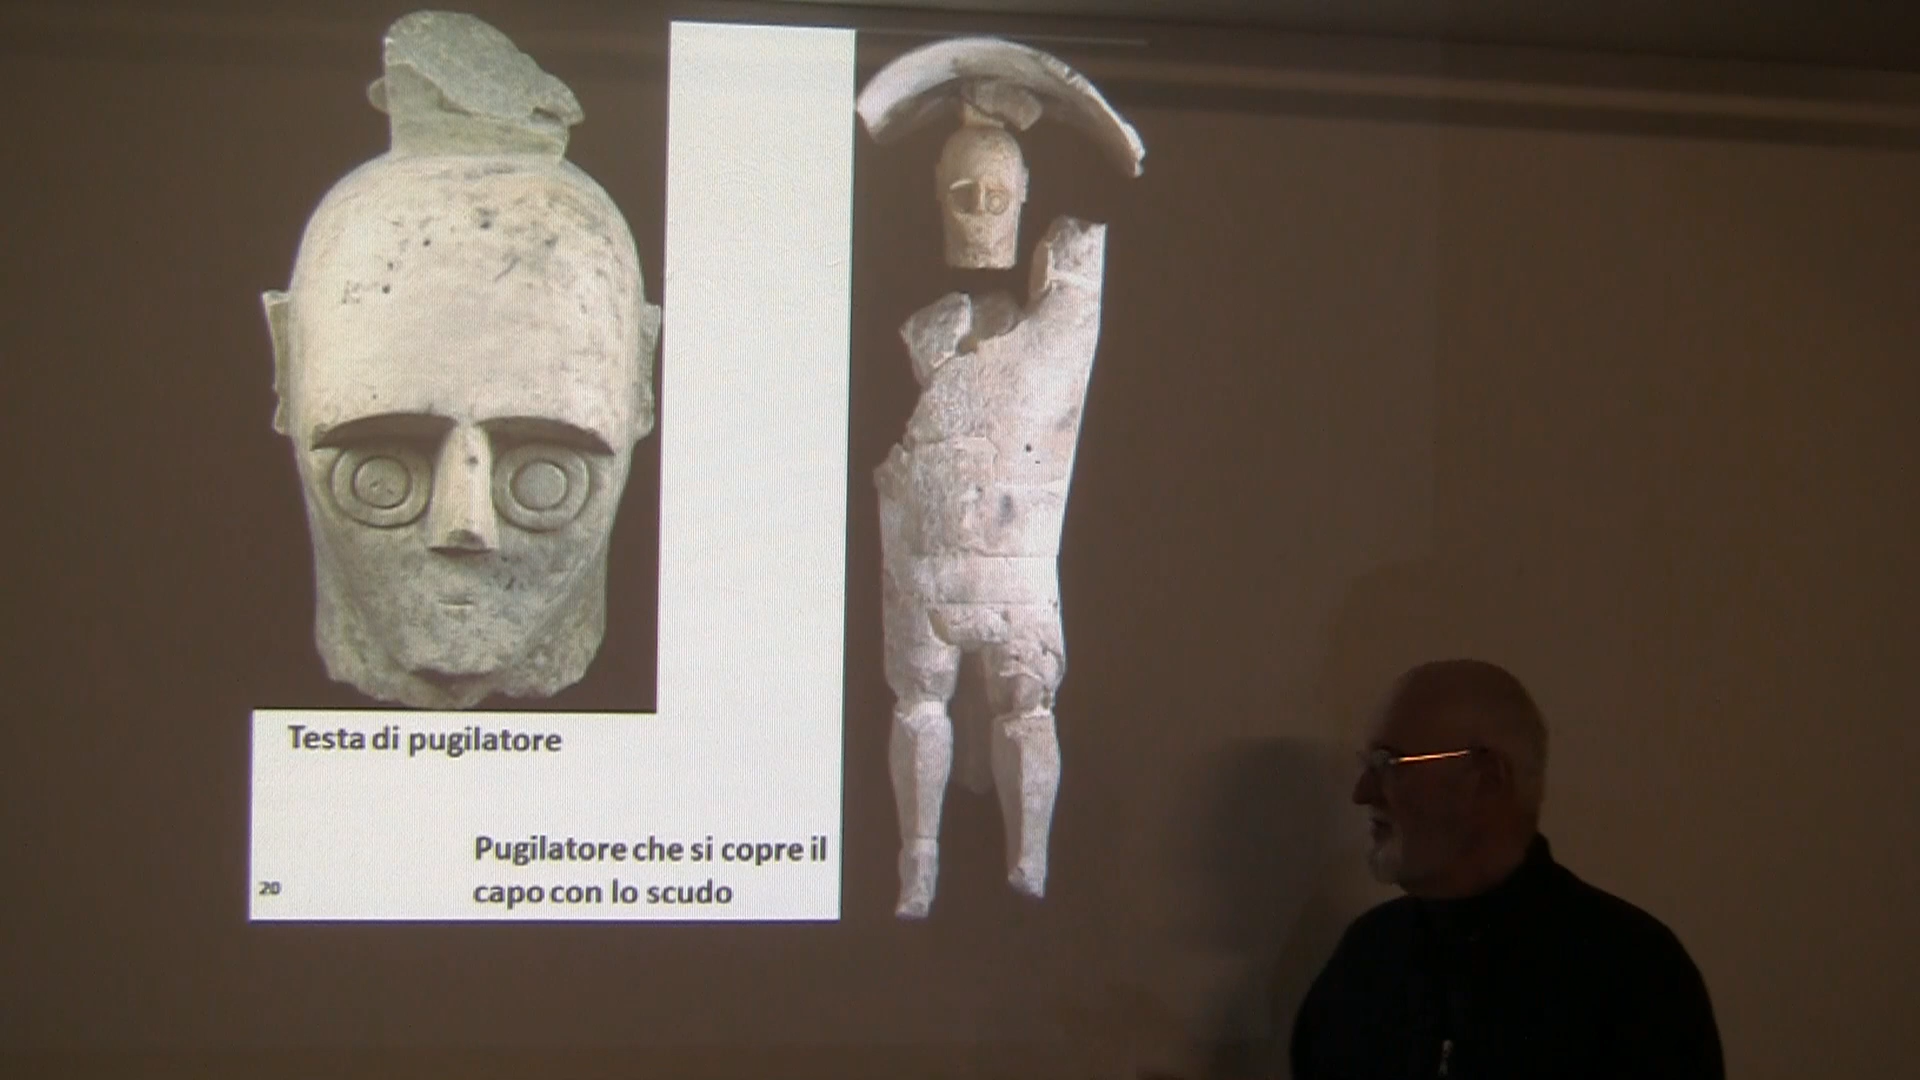 Testa di pugilatore
Pugilatore che si copre il
capo con lo scudo
20